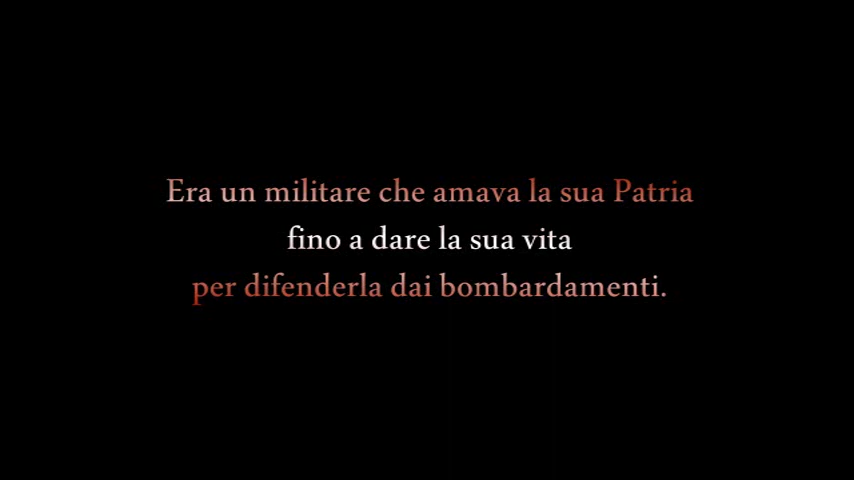 Era un militare che amava la sua Patria
fino a dare la sua vita
per difenderla dai bombardamenti.